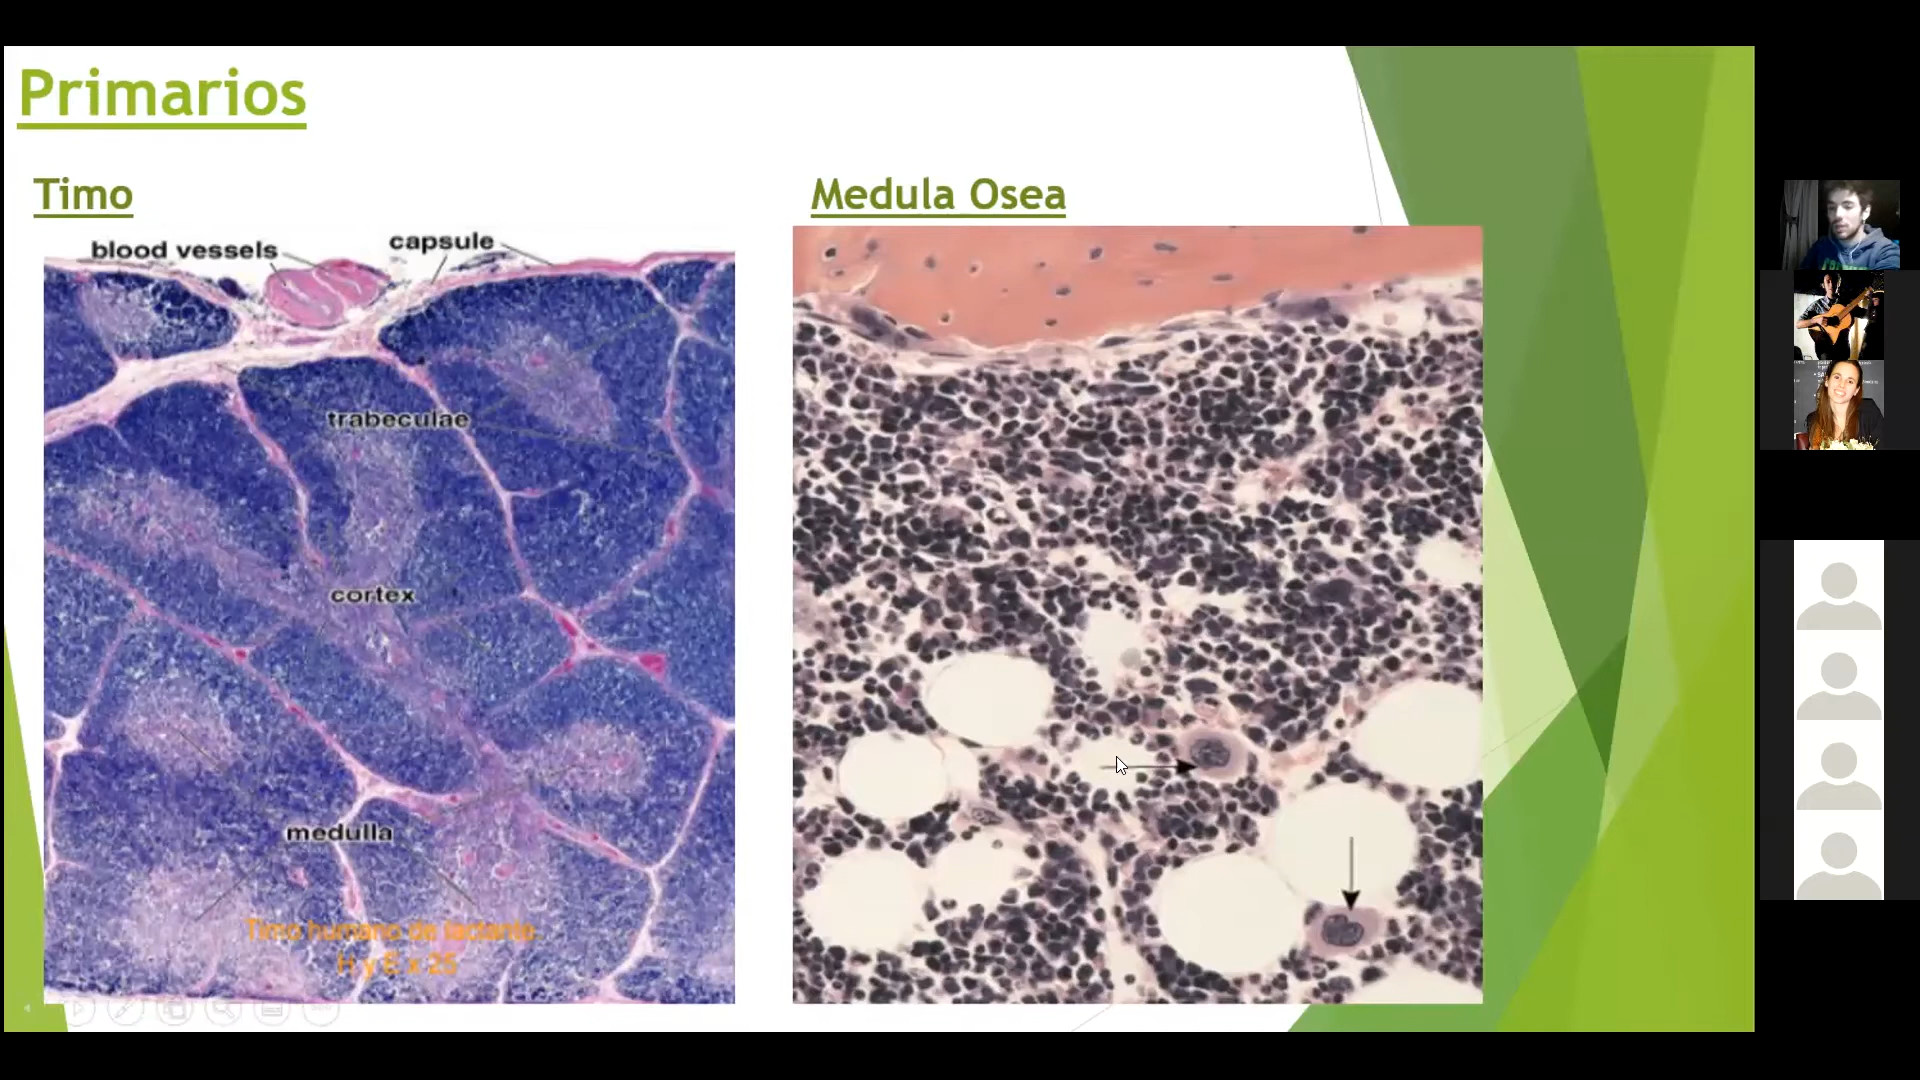 Primarios
Timo
Medula Osea
blood vessels
capsule
trabeculae
cortex
medulla
Timo humano de lactante.
H y E x 25